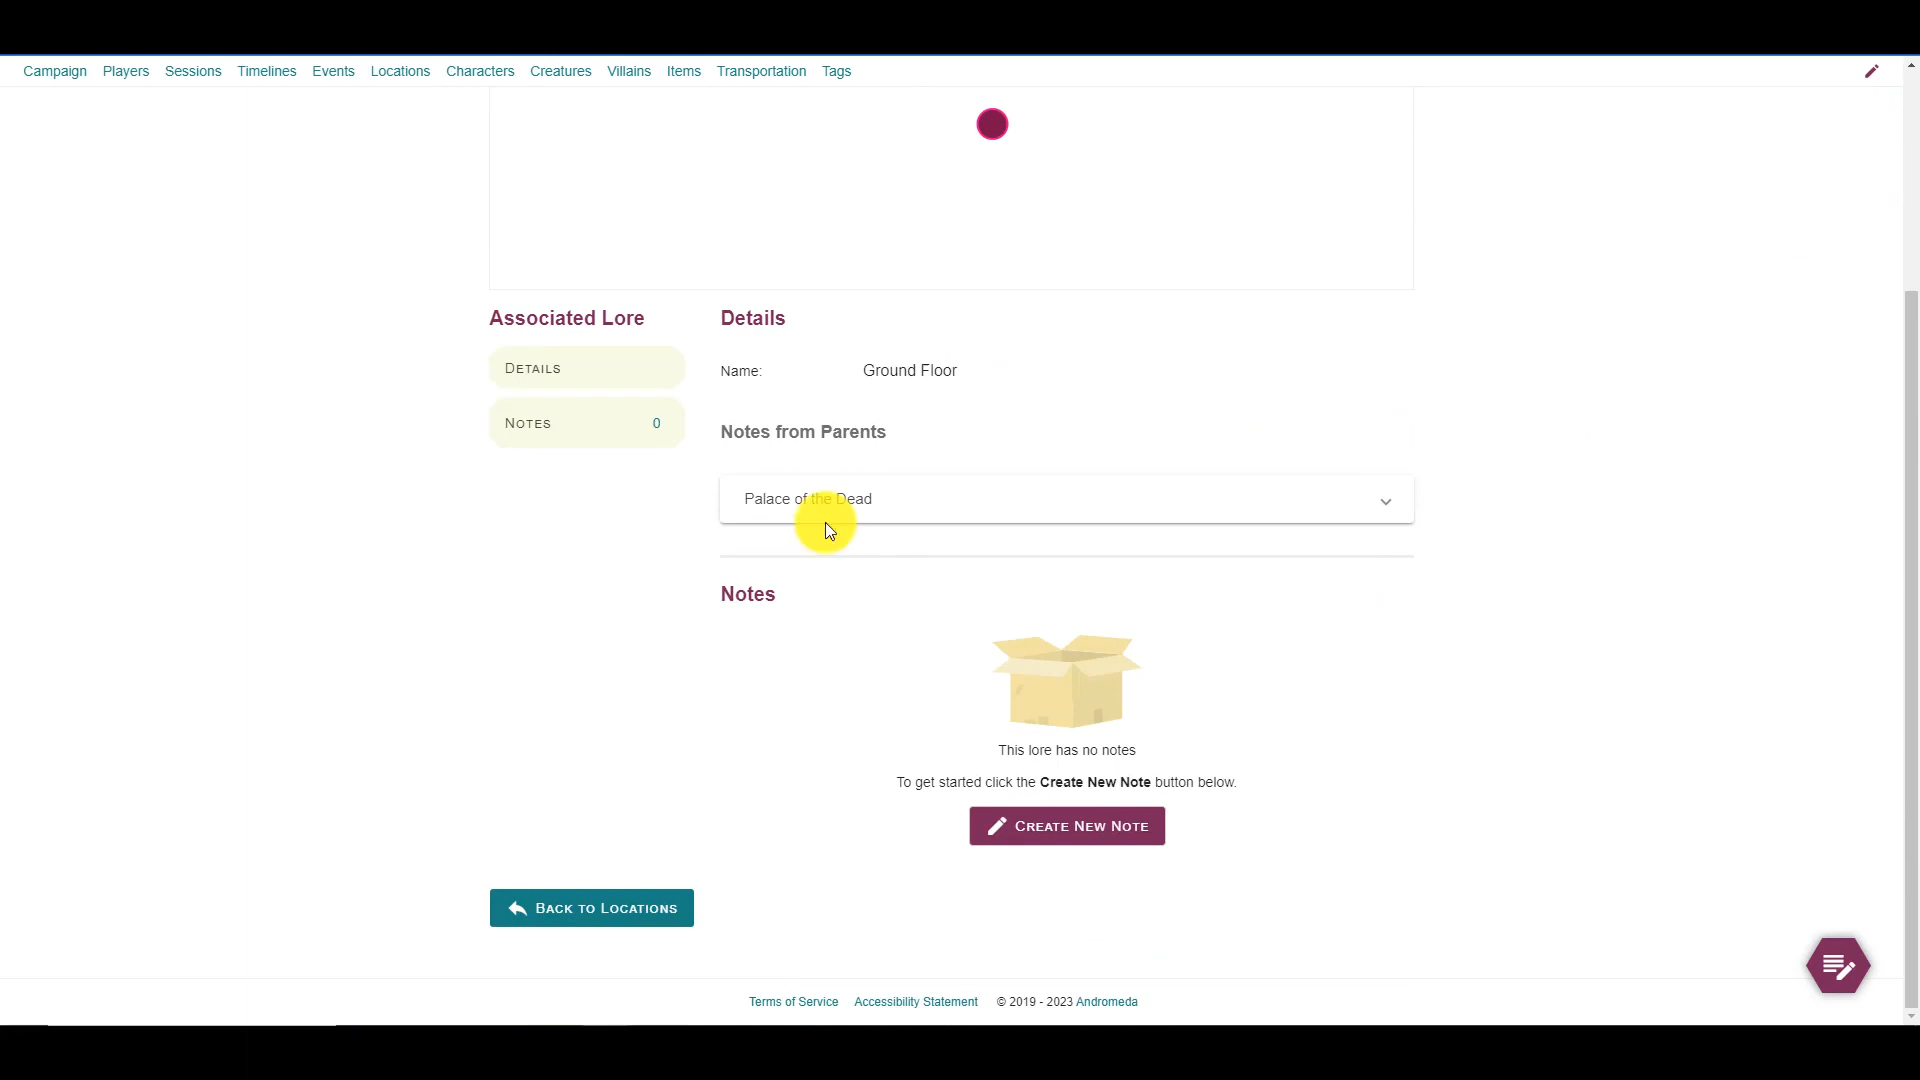 Campaign Players Sessions Timelines Events Locations Characters Creatures Villains Items Transportation Tags
Associated Lore
Details
Notes 0
Details
Name: Ground Floor
Notes from Parents
Palace of the Dead
Notes
This lore has no notes
To get started click the Create New Note button below.
Create New Note
Back to Locations
Terms of Service Accessibility Statement © 2019 - 2023 Andromeda